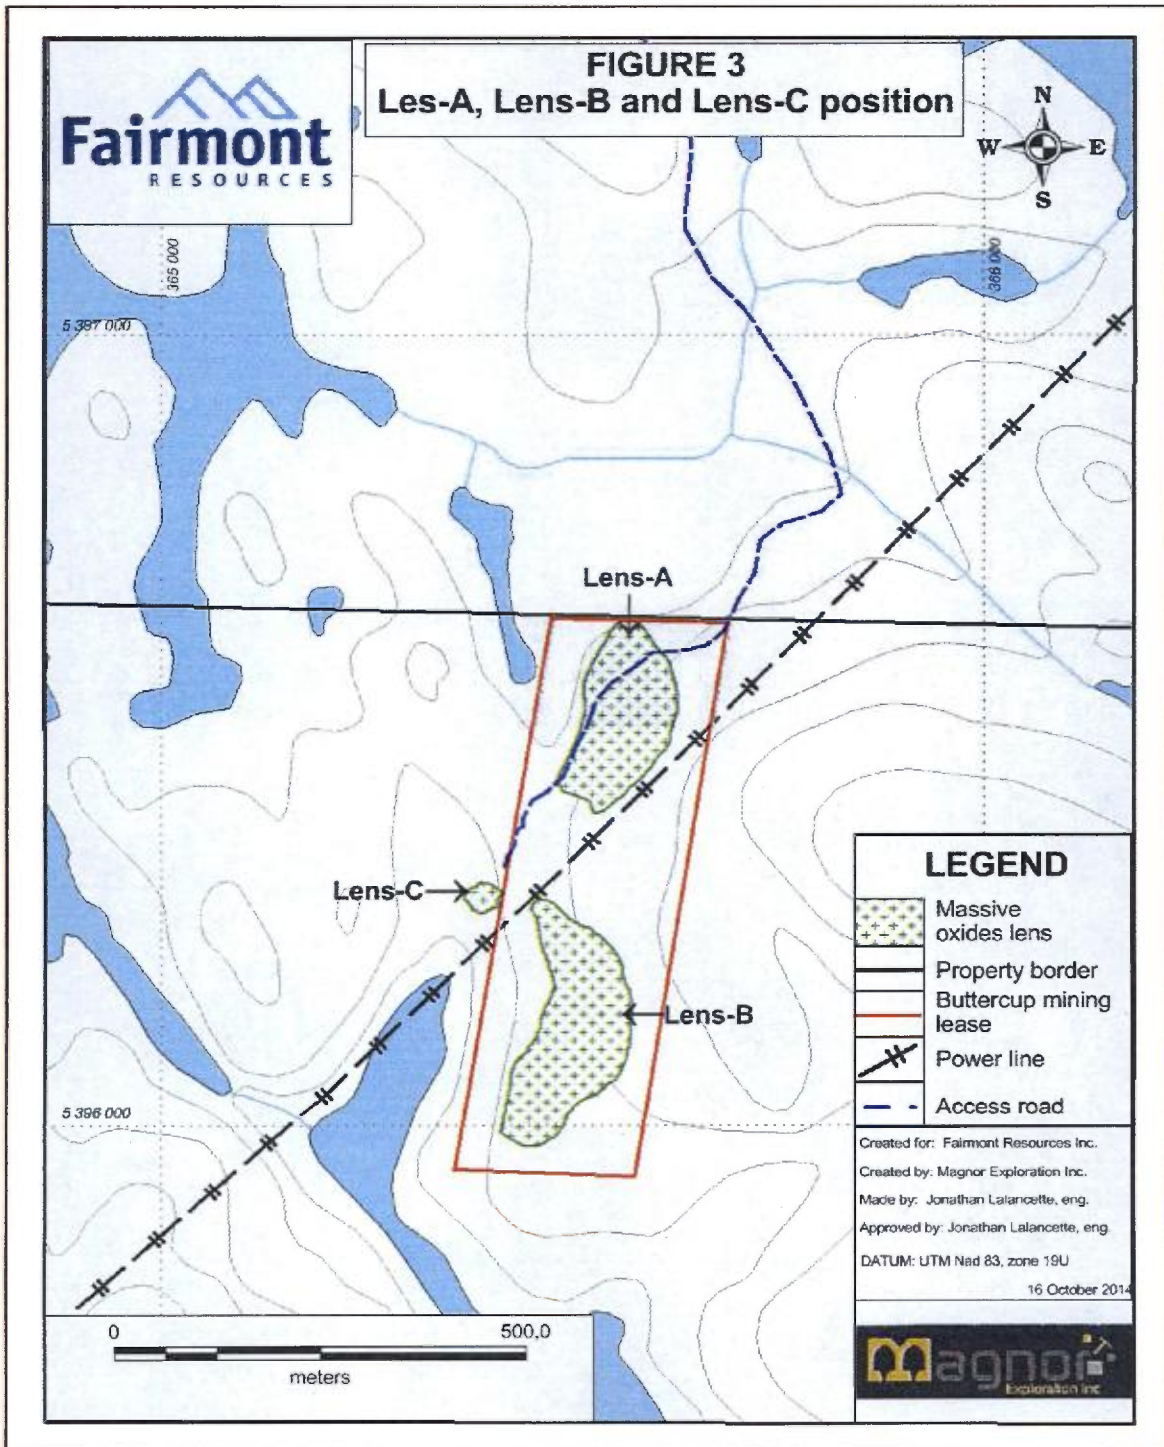 Fairmont
RESOURCES
FIGURE 3
Les-A, Lens-B and Lens-C position
N
W E
S
365 000
366 000
5 397 000
Lens-A
Lens-C
Lens-B
5 396 000
LEGEND
Massive
oxides lens
Property border
Buttercup mining
lease
Power line
Access road
Created for: Fairmont Resources Inc.
Created by: Magnor Exploration Inc.
Made by: Jonathan Lalancette, eng.
Approved by: Jonathan Lalancette, eng.
DATUM: UTM Nad 83, zone 19U
16 October 2014
0 500,0
meters
Magnor
Exploration Inc